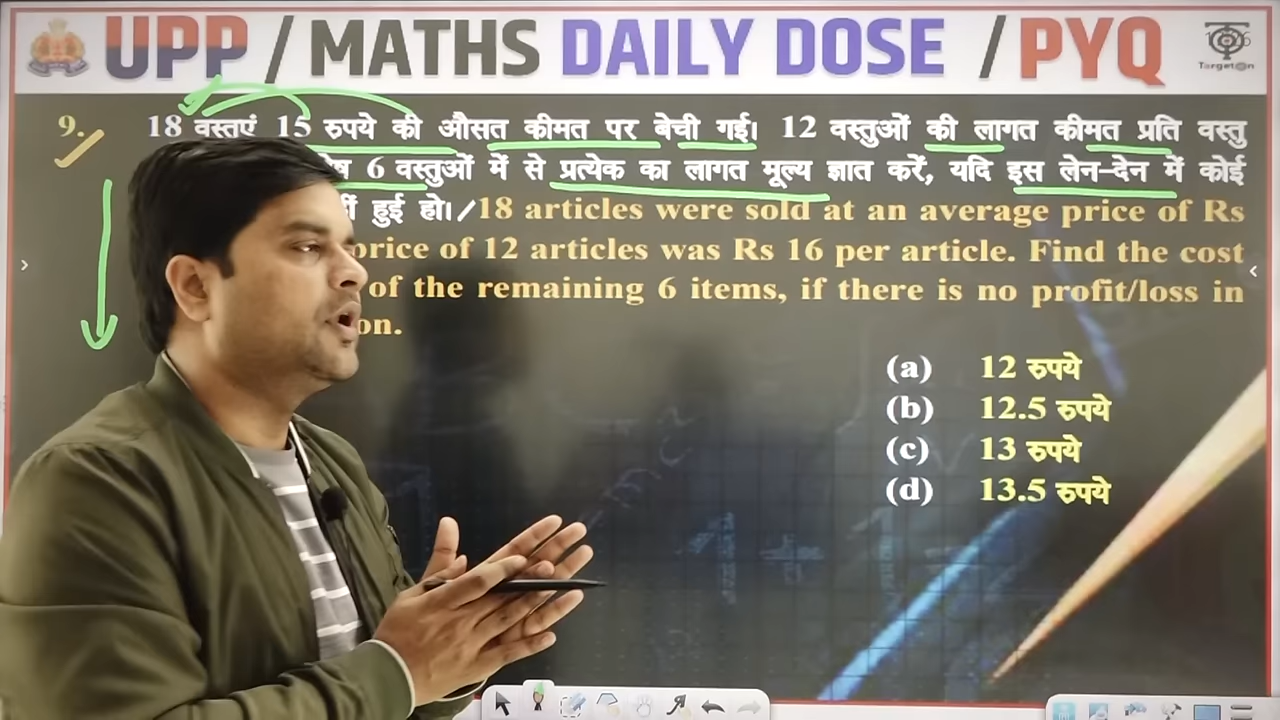 UPP / MATHS DAILY DOSE / PYQ
Target@n
9. 18 वस्तुएं 15 रुपये की औसत कीमत पर बेची गई। 12 वस्तुओं की लागत कीमत प्रति वस्तु
6 वस्तुओं में से प्रत्येक का लागत मूल्य ज्ञात करें, यदि इस लेन-देन में कोई
हुई हो। / 18 articles were sold at an average price of Rs
price of 12 articles was Rs 16 per article. Find the cost
of the remaining 6 items, if there is no profit/loss in
(a) 12 रुपये
(b) 12.5 रुपये
(c) 13 रुपये
(d) 13.5 रुपये